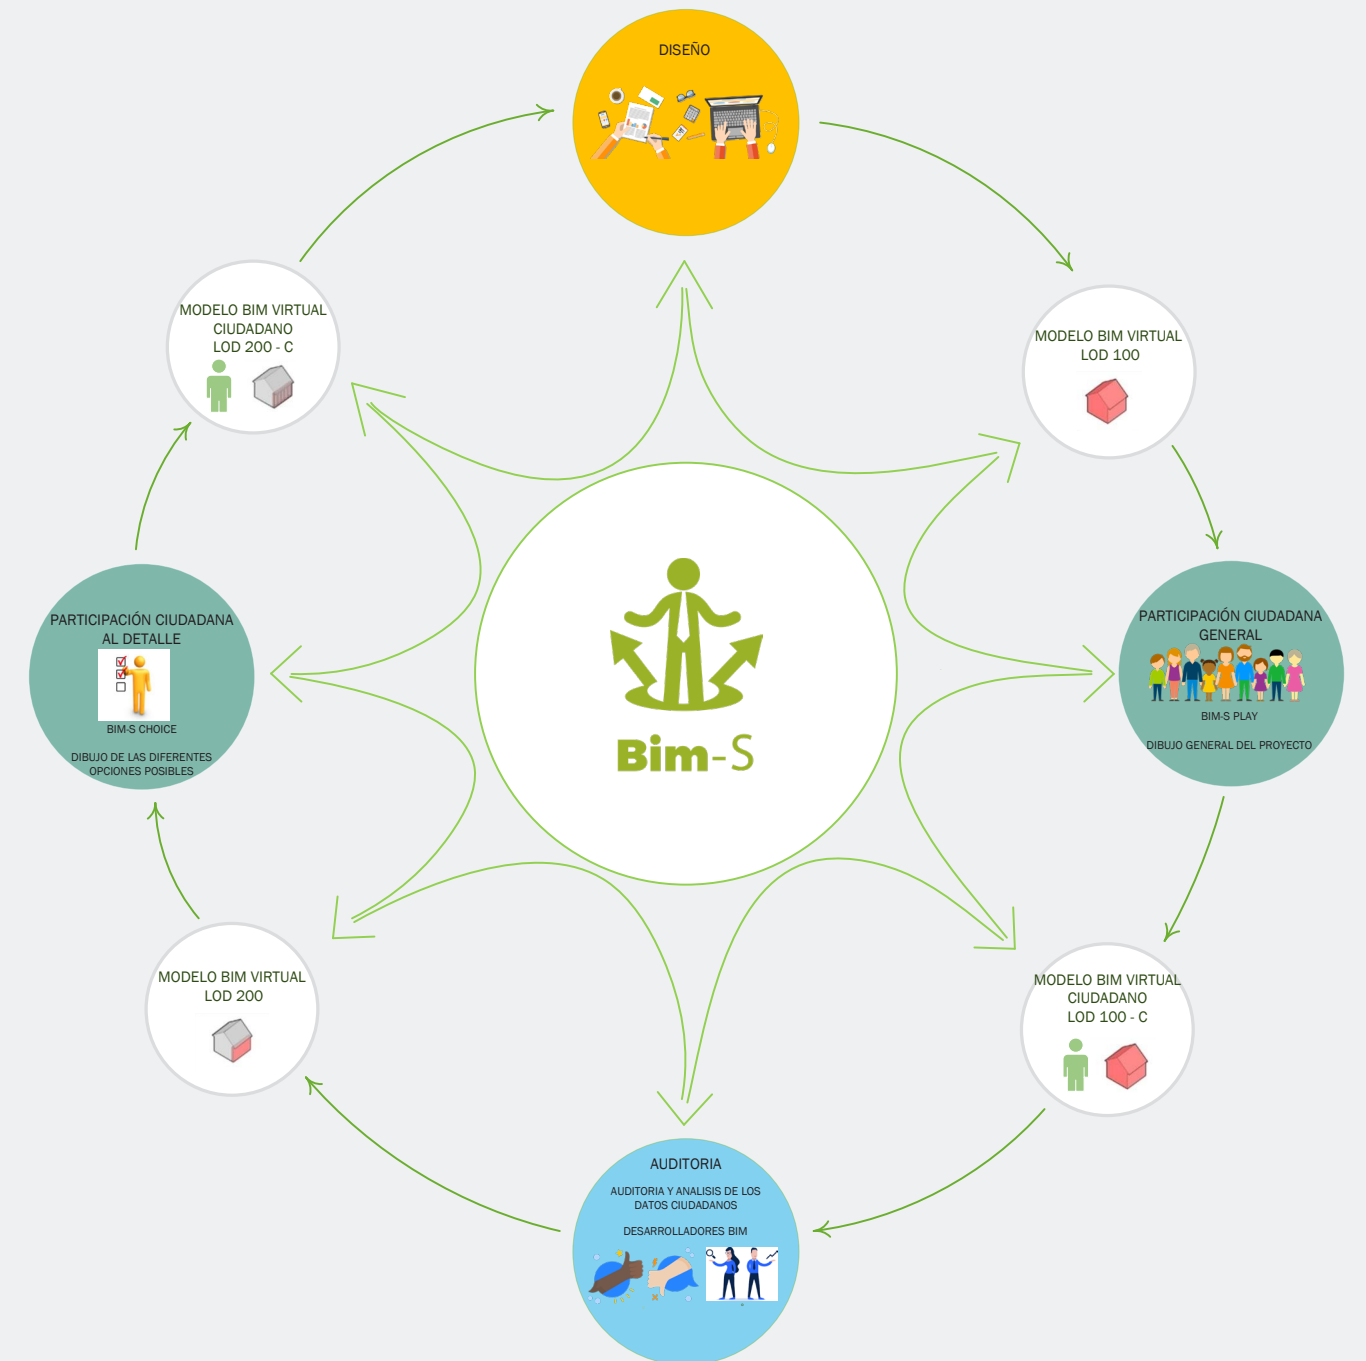 DISEÑO
MODELO BIM VIRTUAL
LOD 100
PARTICIPACIÓN CIUDADANA
GENERAL
BIM-S PLAY
DIBUJO GENERAL DEL PROYECTO
MODELO BIM VIRTUAL
CIUDADANO
LOD 100 - C
AUDITORIA
AUDITORIA Y ANALISIS DE LOS
DATOS CIUDADANOS
DESARROLLADORES BIM
MODELO BIM VIRTUAL
LOD 200
PARTICIPACIÓN CIUDADANA
AL DETALLE
BIM-S CHOICE
DIBUJO DE LAS DIFERENTES
OPCIONES POSIBLES
MODELO BIM VIRTUAL
CIUDADANO
LOD 200 - C
Bim-S